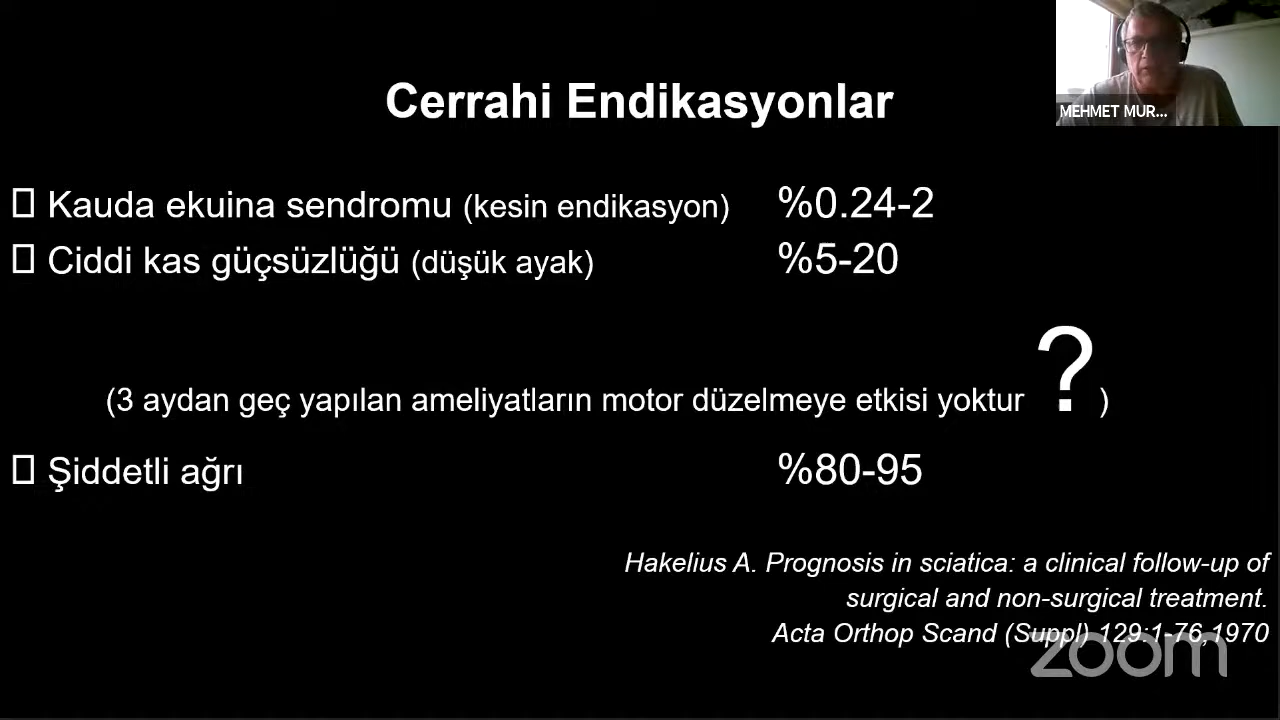 Cerrahi Endikasyonlar
MEHMET MUR...
Kauda ekuina sendromu (kesin endikasyon) %0.24-2
Ciddi kas güçsüzlüğü (düşük ayak) %5-20
(3 aydan geç yapılan ameliyatların motor düzelmeye etkisi yoktur ? )
Şiddetli ağrı %80-95
Hakelius A. Prognosis in sciatica: a clinical follow-up of
surgical and non-surgical treatment.
Acta Orthop Scand (Suppl) 129:1-76,1970
zoom